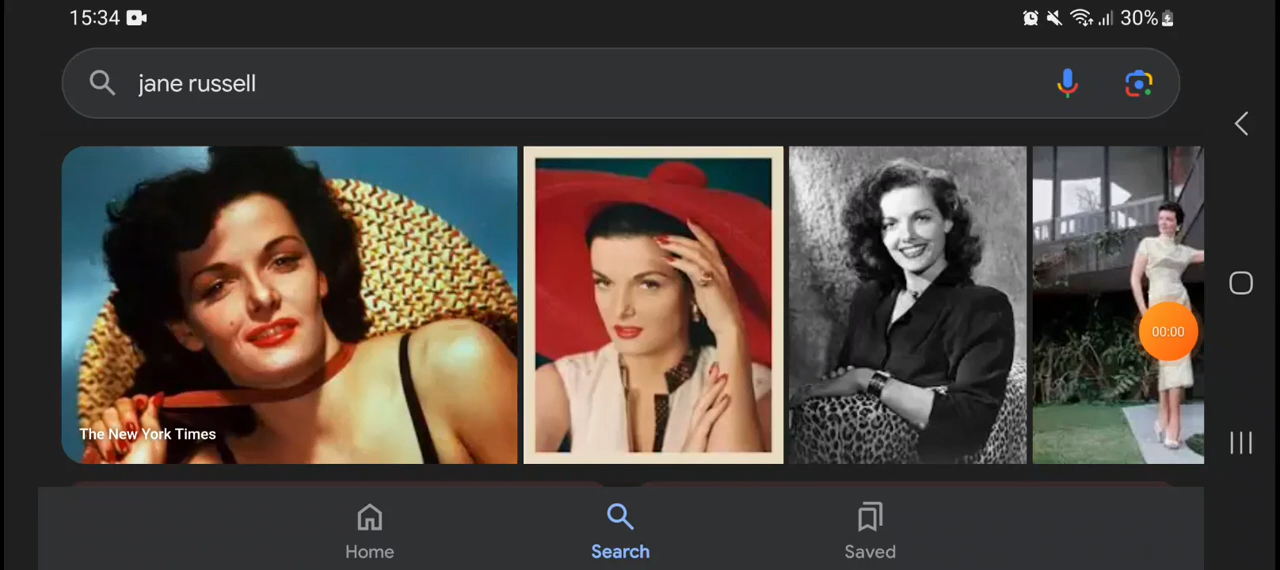 15:34
30%
jane russell
The New York Times
00:00
Home
Search
Saved